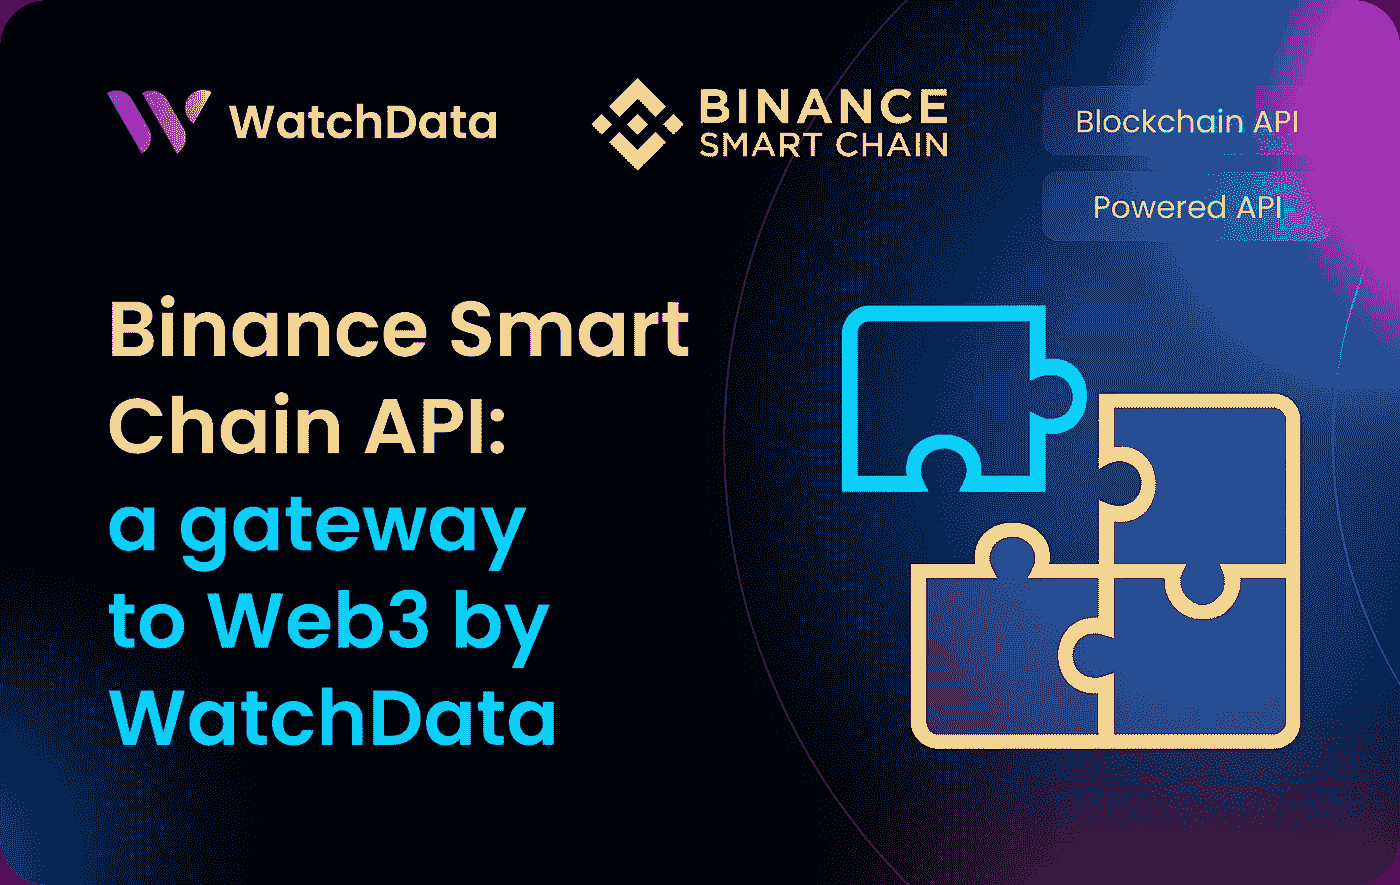 WatchData
BINANCE
SMART CHAIN
Blockchain API
Powered API
Binance Smart
Chain API:
a gateway
to Web3 by
WatchData